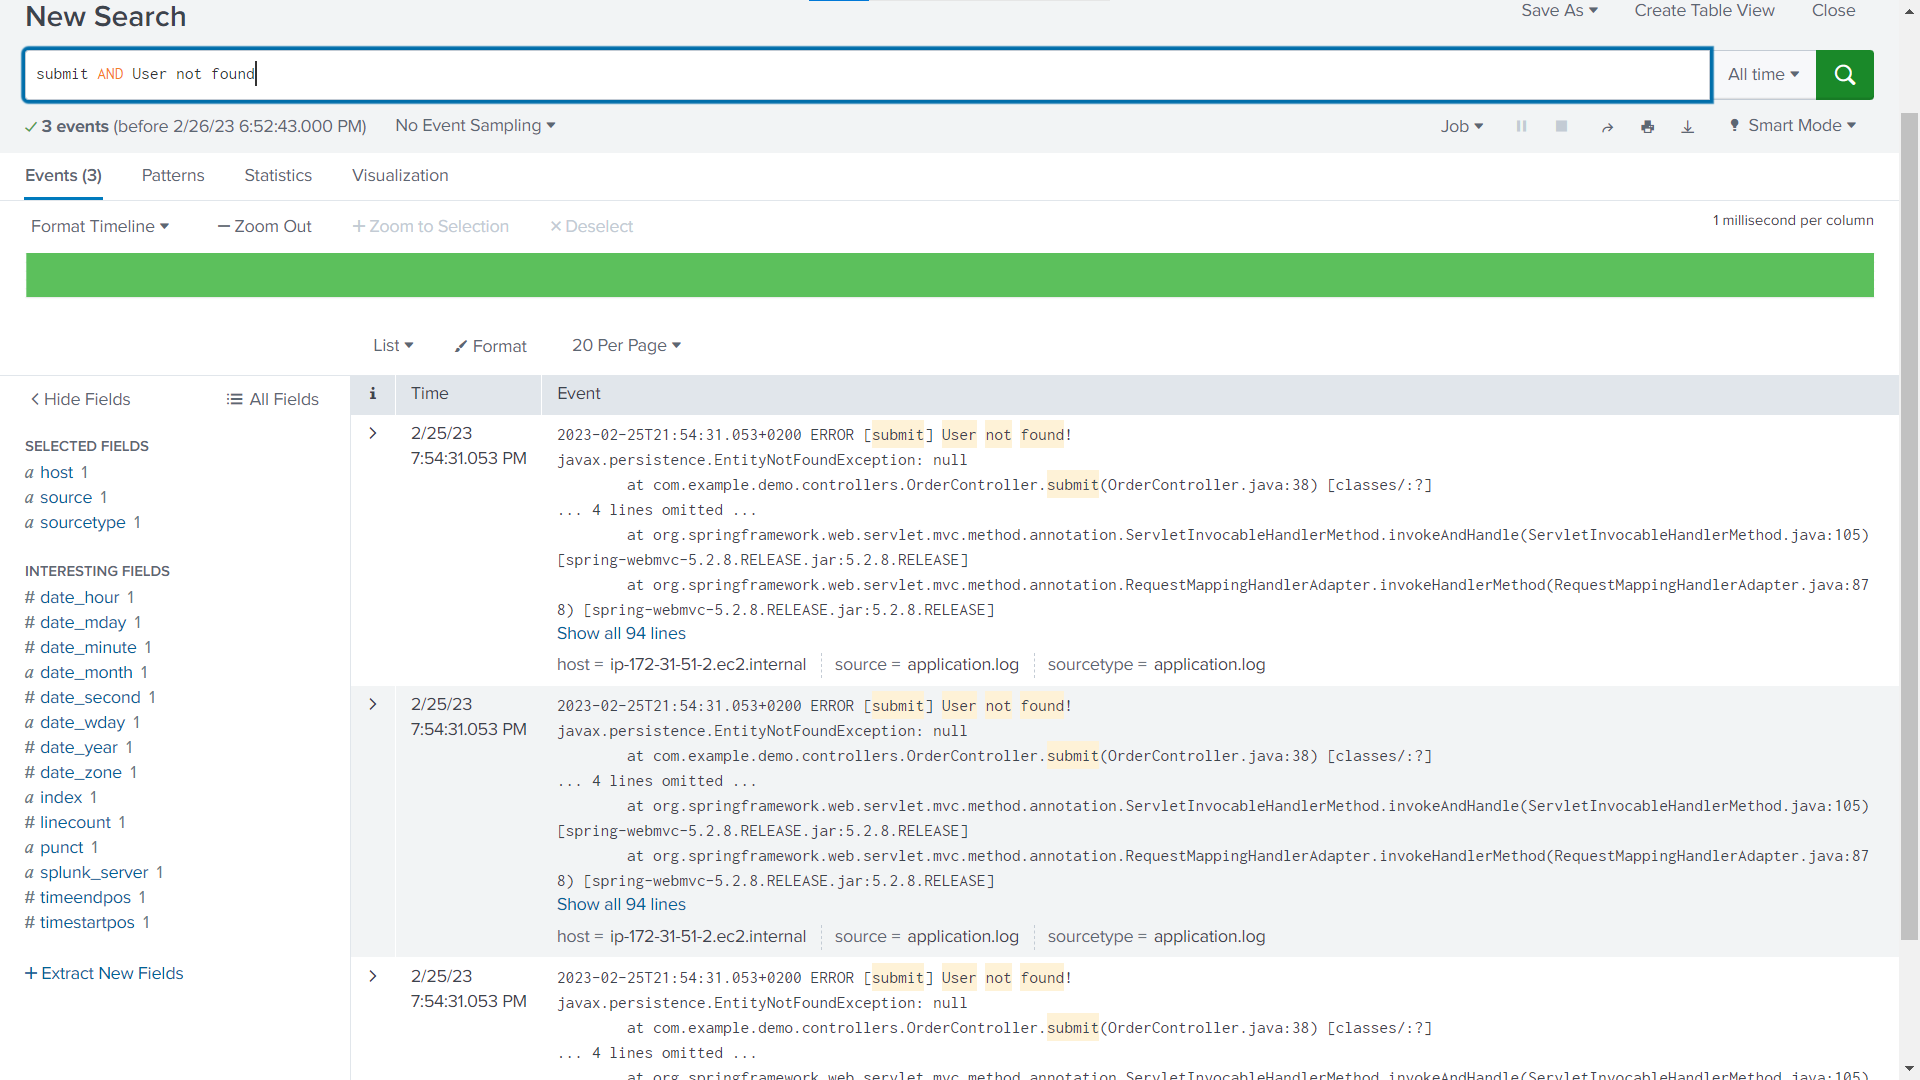 New Search
Save As Create Table View Close
submit AND User not found
All time
3 events (before 2/26/23 6:52:43.000 PM) No Event Sampling
Job Smart Mode
Events (3) Patterns Statistics Visualization
Format Timeline — Zoom Out + Zoom to Selection × Deselect
1 millisecond per column
List Format 20 Per Page
< Hide Fields All Fields
i Time Event
SELECTED FIELDS
a host 1
a source 1
a sourcetype 1
INTERESTING FIELDS
# date_hour 1
# date_mday 1
# date_minute 1
a date_month 1
# date_second 1
a date_wday 1
# date_year 1
# date_zone 1
a index 1
# linecount 1
a punct 1
a splunk_server 1
# timeendpos 1
# timestartpos 1
+ Extract New Fields
> 2/25/23
7:54:31.053 PM
2023-02-25T21:54:31.053+0200 ERROR [submit] User not found!
javax.persistence.EntityNotFoundException: null
at com.example.demo.controllers.OrderController.submit(OrderController.java:38) [classes/:?]
... 4 lines omitted ...
at org.springframework.web.servlet.mvc.method.annotation.ServletInvocableHandlerMethod.invokeAndHandle(ServletInvocableHandlerMethod.java:105)
[spring-webmvc-5.2.8.RELEASE.jar:5.2.8.RELEASE]
at org.springframework.web.servlet.mvc.method.annotation.RequestMappingHandlerAdapter.invokeHandlerMethod(RequestMappingHandlerAdapter.java:87
8) [spring-webmvc-5.2.8.RELEASE.jar:5.2.8.RELEASE]
Show all 94 lines
host = ip-172-31-51-2.ec2.internal source = application.log sourcetype = application.log
> 2/25/23
7:54:31.053 PM
2023-02-25T21:54:31.053+0200 ERROR [submit] User not found!
javax.persistence.EntityNotFoundException: null
at com.example.demo.controllers.OrderController.submit(OrderController.java:38) [classes/:?]
... 4 lines omitted ...
at org.springframework.web.servlet.mvc.method.annotation.ServletInvocableHandlerMethod.invokeAndHandle(ServletInvocableHandlerMethod.java:105)
[spring-webmvc-5.2.8.RELEASE.jar:5.2.8.RELEASE]
at org.springframework.web.servlet.mvc.method.annotation.RequestMappingHandlerAdapter.invokeHandlerMethod(RequestMappingHandlerAdapter.java:87
8) [spring-webmvc-5.2.8.RELEASE.jar:5.2.8.RELEASE]
Show all 94 lines
host = ip-172-31-51-2.ec2.internal source = application.log sourcetype = application.log
> 2/25/23
7:54:31.053 PM
2023-02-25T21:54:31.053+0200 ERROR [submit] User not found!
javax.persistence.EntityNotFoundException: null
at com.example.demo.controllers.OrderController.submit(OrderController.java:38) [classes/:?]
... 4 lines omitted ...
at org.springframework.web.servlet.mvc.method.annotation.ServletInvocableHandlerMethod.invokeAndHandle(ServletInvocableHandlerMethod.java:105)